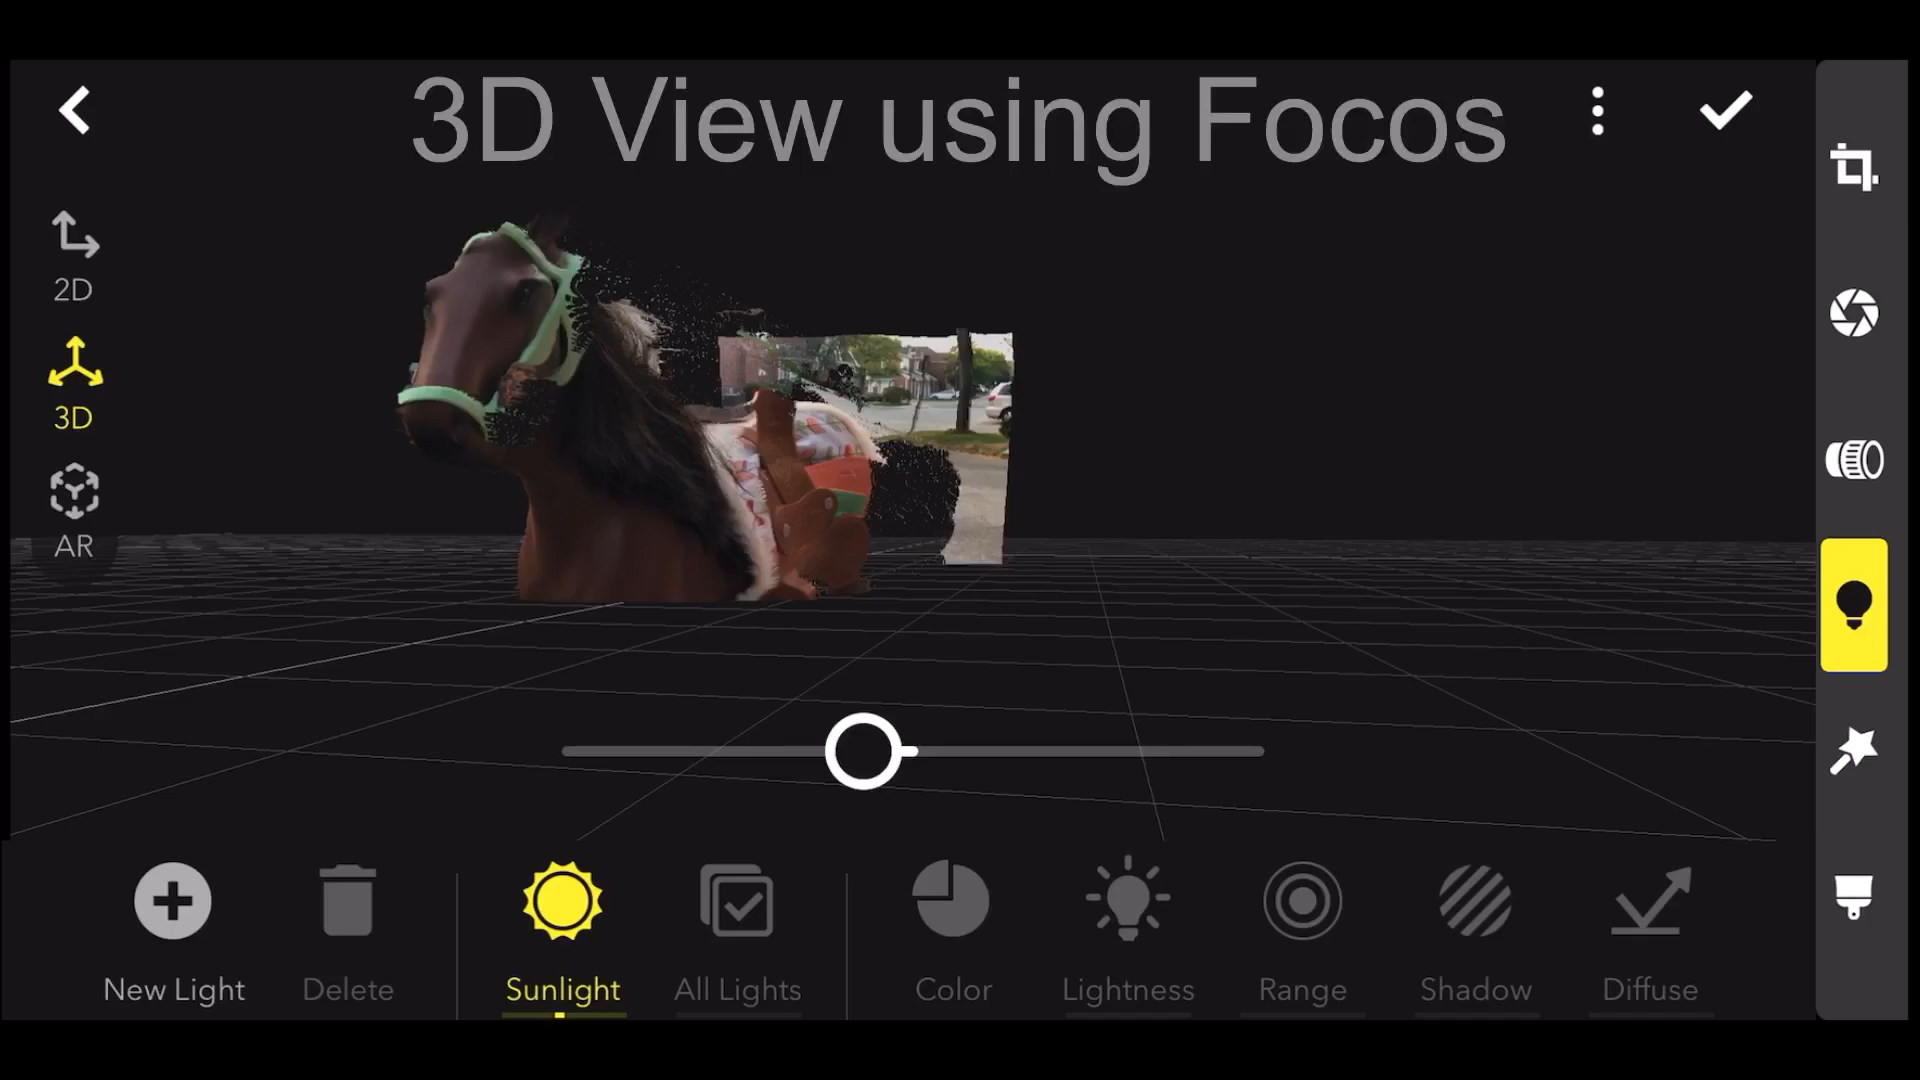 3D View using Focos
2D
3D
AR
New Light
Delete
Sunlight
All Lights
Color
Lightness
Range
Shadow
Diffuse